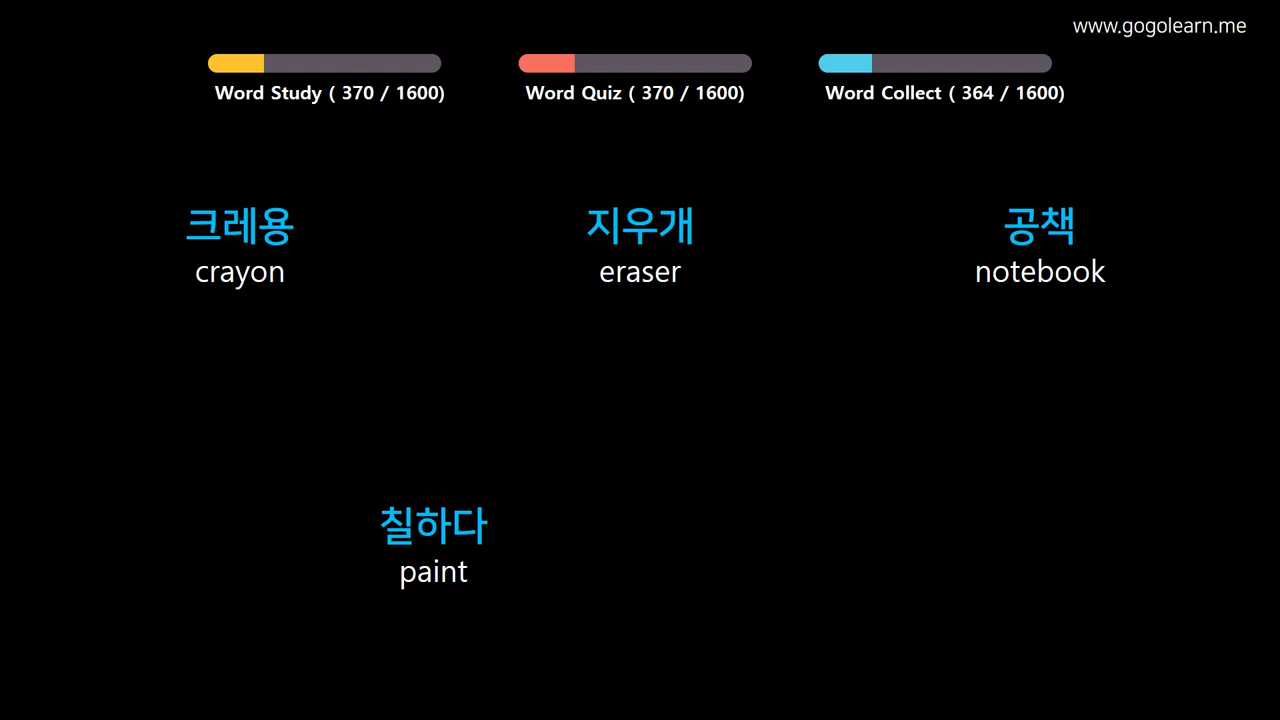 www.gogolearn.me
Word Study ( 370 / 1600)
Word Quiz ( 370 / 1600)
Word Collect ( 364 / 1600)
크레용
crayon
지우개
eraser
공책
notebook
칠하다
paint